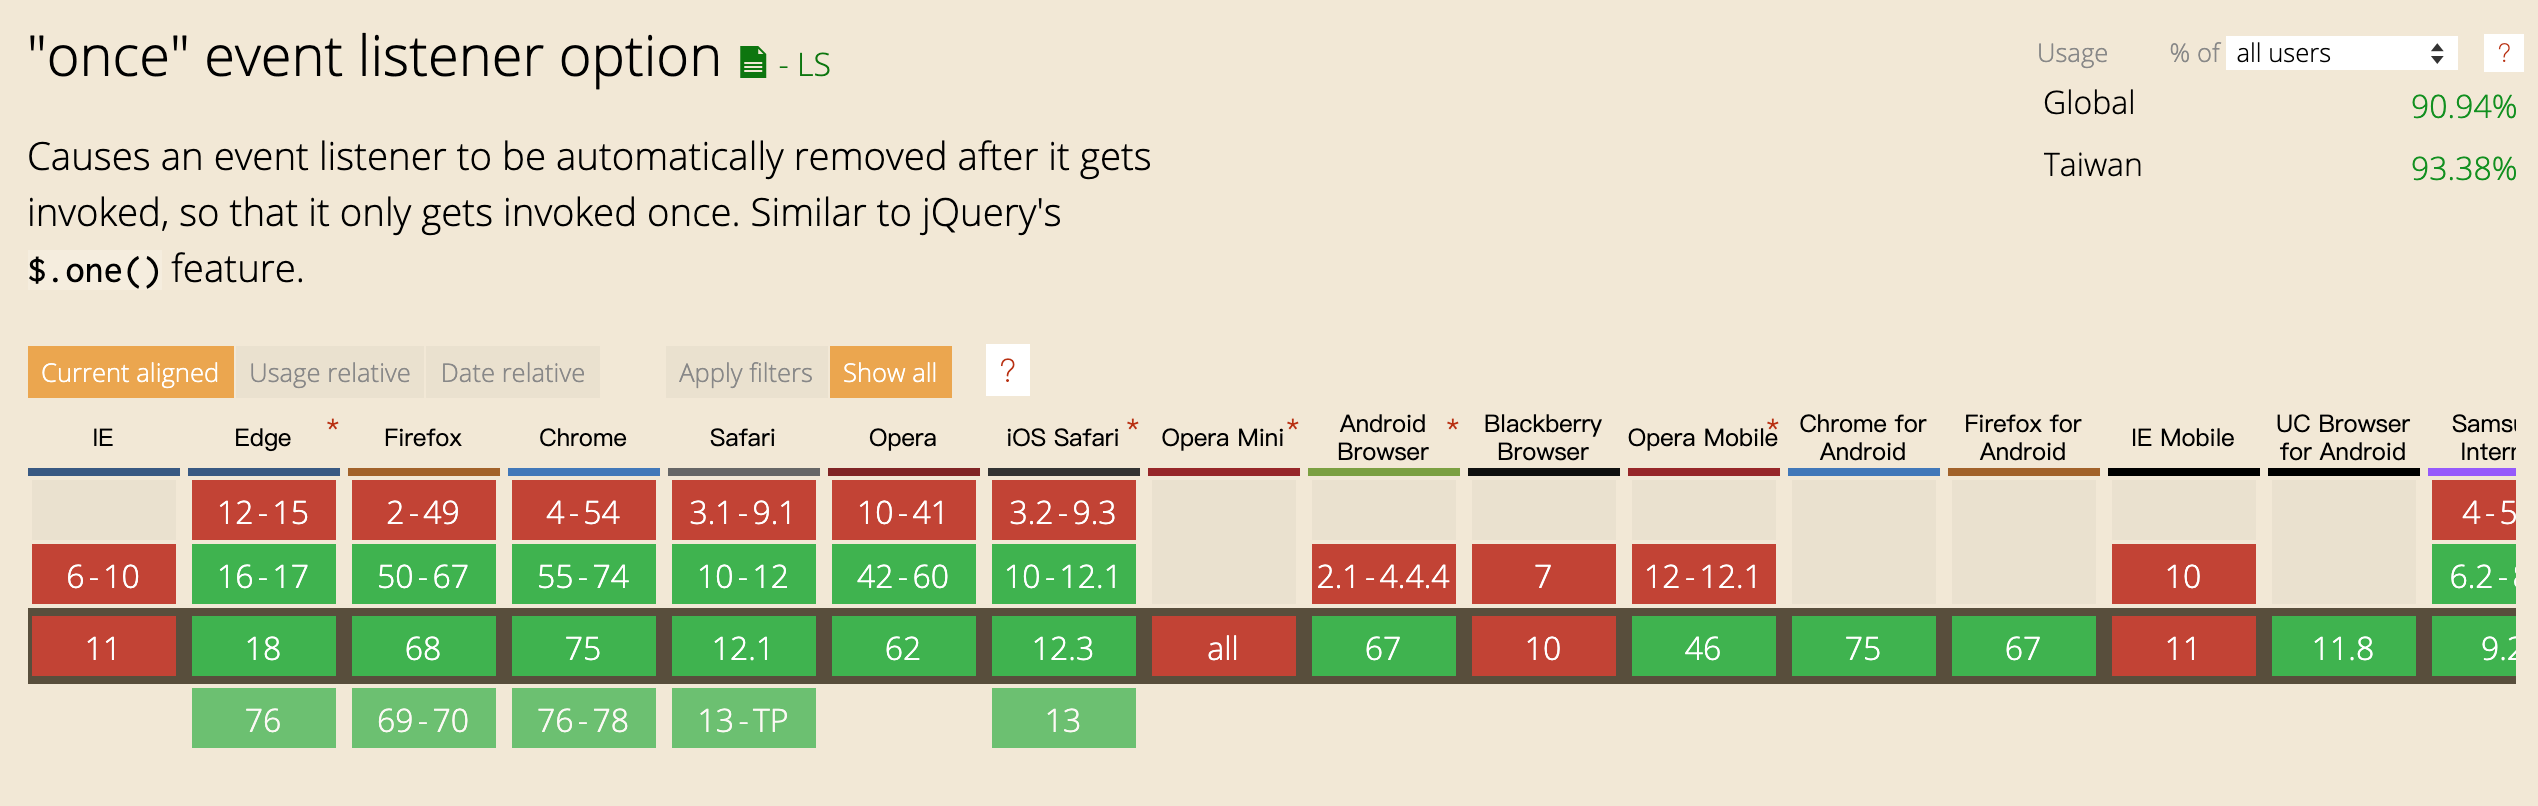 "once" event listener option - LS
Usage % of all users ?
Global 90.94%
Taiwan 93.38%
Causes an event listener to be automatically removed after it gets
invoked, so that it only gets invoked once. Similar to jQuery's
$.one() feature.
Current aligned Usage relative Date relative Apply filters Show all ?
IE Edge * Firefox Chrome Safari Opera iOS Safari * Opera Mini * Android Browser * Blackberry Browser Opera Mobile * Chrome for Android Firefox for Android IE Mobile UC Browser for Android
12-15 2-49 4-54 3.1-9.1 10-41 3.2-9.3 4-5
6-10 16-17 50-67 55-74 10-12 42-60 10-12.1 2.1-4.4.4 7 12-12.1 10 6.2-
11 18 68 75 12.1 62 12.3 all 67 10 46 75 67 11 11.8 9.2
76 69-70 76-78 13-TP 13